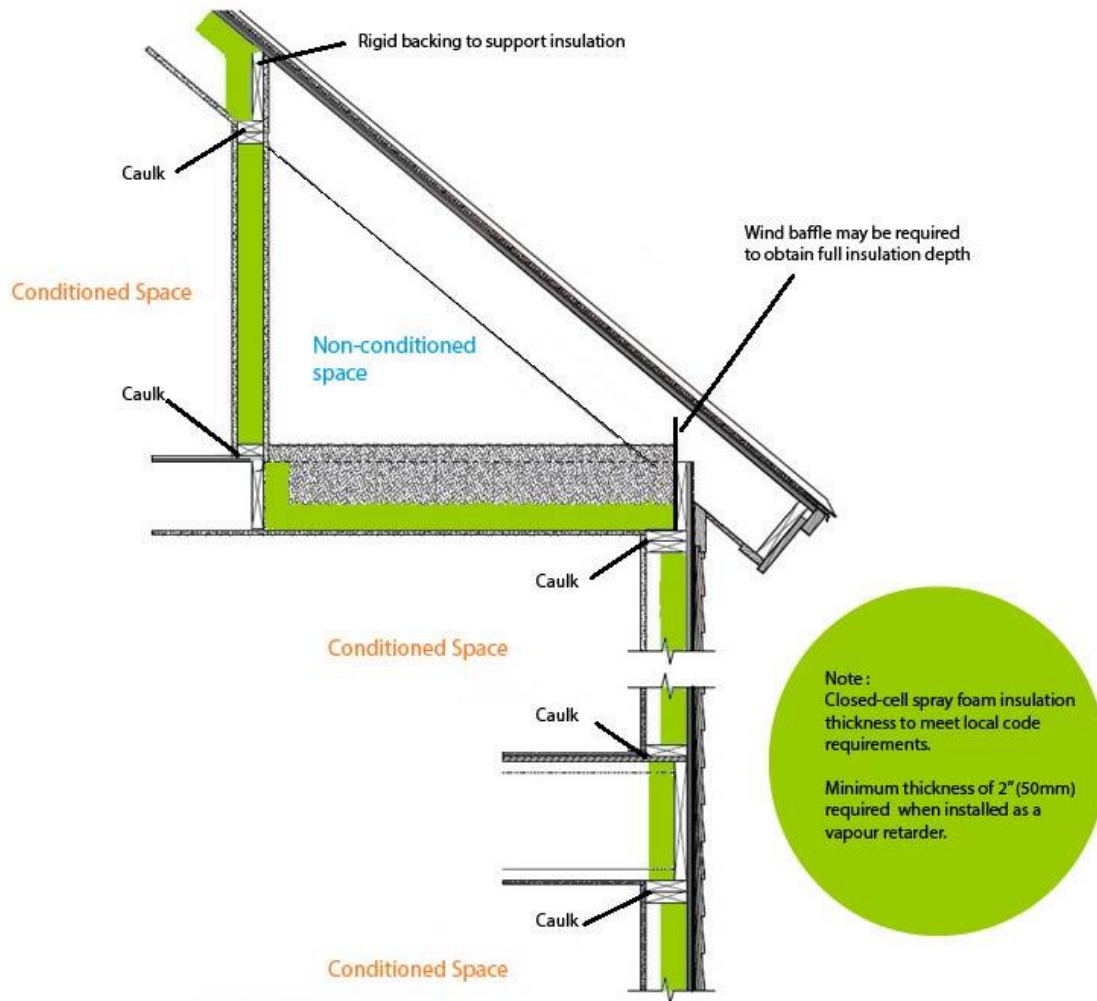 Rigid backing to support insulation
Caulk
Wind baffle may be required
to obtain full insulation depth
Conditioned Space
Non-conditioned
space
Caulk
Caulk
Conditioned Space
Note :
Closed-cell spray foam insulation
thickness to meet local code
requirements.
Caulk
Minimum thickness of 2" (50mm)
required when installed as a
vapour retarder.
Caulk
Conditioned Space